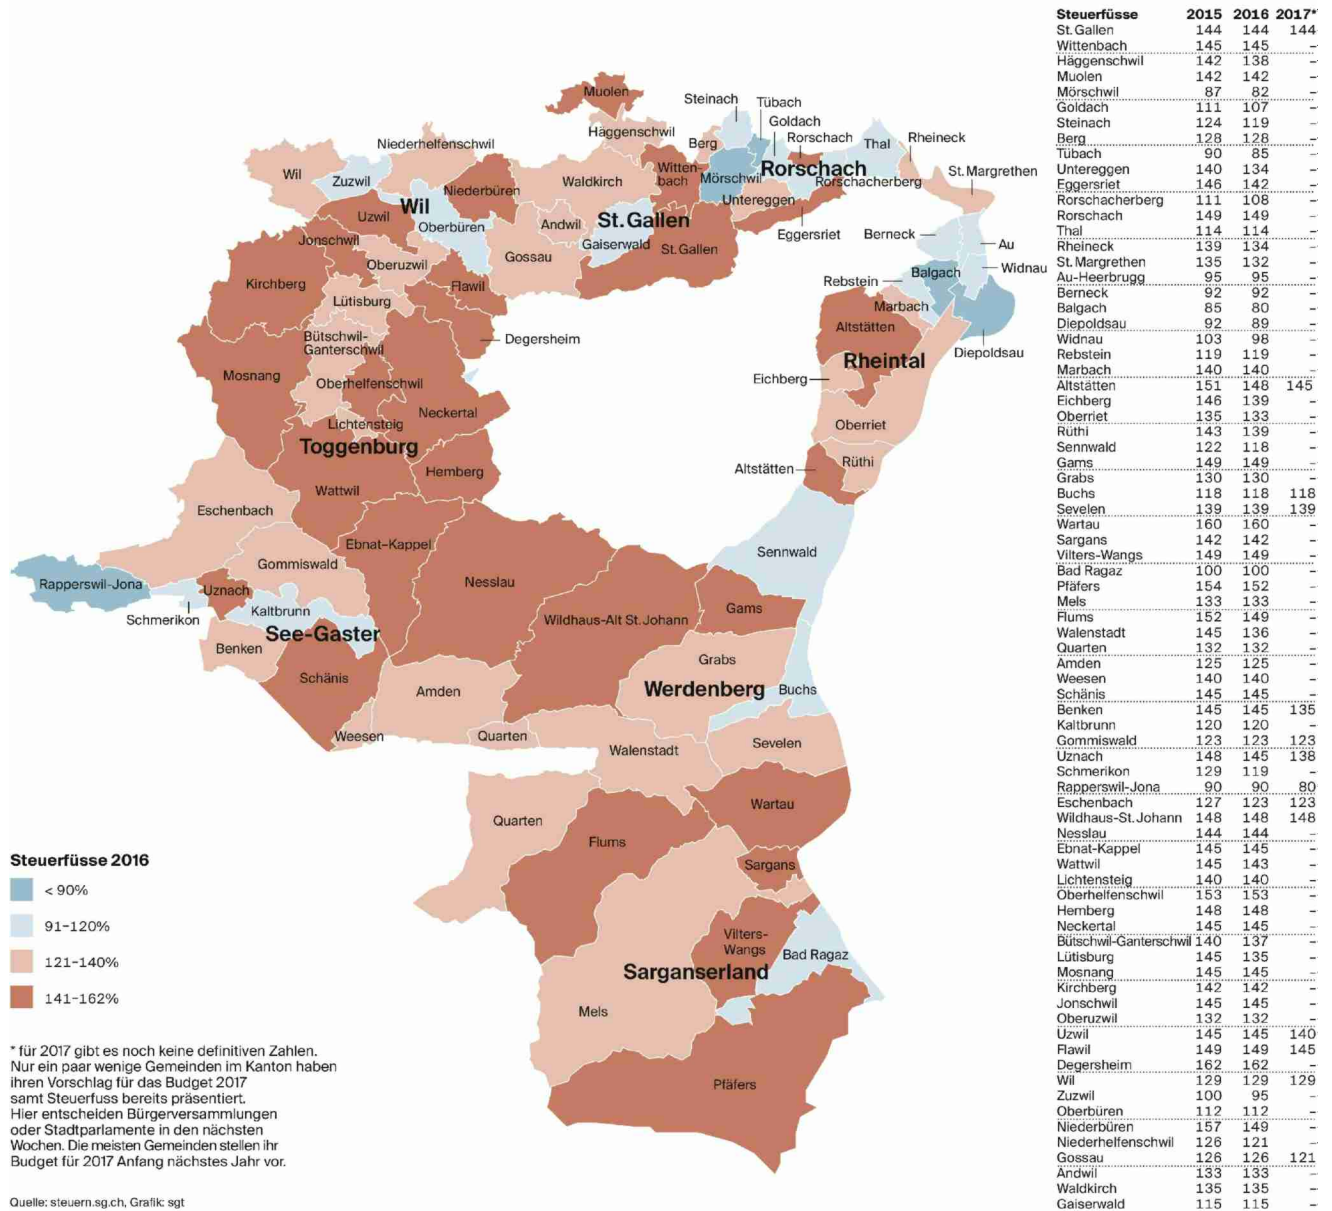 Steuerfüsse 2015 2016 2017*
St.Gallen 144 144 144
Wittenbach 145 145 –
Häggenschwil 142 138 –
Muolen 142 142 –
Mörschwil 87 82 –
Goldach 111 107 –
Steinach 124 119 –
Berg 128 128 –
Tübach 90 85 –
Untereggen 140 134 –
Eggersriet 146 142 –
Rorschacherberg 111 108 –
Rorschach 149 149 –
Thal 114 114 –
Rheineck 139 134 –
St.Margrethen 135 132 –
Au-Heerbrugg 95 95 –
Berneck 92 92 –
Balgach 85 80 –
Diepoldsau 92 89 –
Widnau 103 98 –
Rebstein 119 119 –
Marbach 140 140 –
Altstätten 151 148 145
Eichberg 146 139 –
Oberriet 135 133 –
Rüthi 143 139 –
Sennwald 122 118 –
Gams 149 149 –
Grabs 130 130 –
Buchs 118 118 118
Sevelen 139 139 139
Wartau 160 160 –
Sargans 142 142 –
Vilters-Wangs 149 149 –
Bad Ragaz 100 100 –
Pfäfers 154 152 –
Mels 133 133 –
Flums 152 149 –
Walenstadt 145 136 –
Quarten 132 132 –
Amden 125 125 –
Weesen 140 140 –
Schänis 145 145 –
Benken 145 145 135
Kaltbrunn 120 120 –
Gommiswald 123 123 123
Uznach 148 145 138
Schmerikon 129 119 –
Rapperswil-Jona 90 90 80
Eschenbach 127 123 123
Wildhaus-St.Johann 148 148 148
Nesslau 144 144 –
Ebnat-Kappel 145 145 –
Wattwil 145 143 –
Lichtensteig 140 140 –
Oberhelfenschwil 153 153 –
Hemberg 148 148 –
Neckertal 145 145 –
Bütschwil-Ganterschwil 140 137 –
Lütisburg 145 135 –
Mosnang 145 145 –
Kirchberg 142 142 –
Jonschwil 145 145 –
Oberuzwil 132 132 –
Uzwil 145 145 140
Flawil 149 149 145
Degersheim 162 162 –
Wil 129 129 129
Zuzwil 100 95 –
Oberbüren 112 112 –
Niederbüren 157 149 –
Niederhelfenschwil 126 121 –
Gossau 126 126 121
Andwil 133 133 –
Waldkirch 135 135 –
Gaiserwald 115 115 –
Muolen
Steinach
Tübach
Häggenschwil
Goldach
Niederhelfenschwil
Berg
Rorschach
Thal
Rheineck
Wil
Zuzwil
Witten-
bach
Mörschwil
Rorschach
St.Margrethen
Niederbüren
Waldkirch
Rorschacherberg
Untereggen
Wil
Uzwil
Oberbüren
Andwil
St.Gallen
Gaiserwald
St.Gallen
Eggersriet
Berneck
Au
Jonschwil
Oberuzwil
Gossau
Balgach
Widnau
Kirchberg
Flawil
Rebstein
Lütisburg
Marbach
Altstätten
Bütschwil-
Ganterschwil
Degersheim
Diepoldsau
Rheintal
Mosnang
Oberhelfenschwil
Eichberg
Neckertal
Lichtensteig
Oberriet
Toggenburg
Hemberg
Altstätten
Rüthi
Wattwil
Eschenbach
Ebnat-Kappel
Sennwald
Gommiswald
Nesslau
Rapperswil-Jona
Uznach
Kaltbrunn
Gams
Schmerikon
Wildhaus-Alt St.Johann
See-Gaster
Benken
Grabs
Schänis
Amden
Werdenberg
Buchs
Weesen
Quarten
Walenstadt
Sevelen
Wartau
Quarten
Flums
Sargans
Vilters-
Wangs
Bad Ragaz
Sarganserland
Mels
Pfäfers
Steuerfüsse 2016
< 90%
91–120%
121–140%
141–162%
* für 2017 gibt es noch keine definitiven Zahlen.
Nur ein paar wenige Gemeinden im Kanton haben
ihren Vorschlag für das Budget 2017
samt Steuerfuss bereits präsentiert.
Hier entscheiden Bürgerversammlungen
oder Stadtparlamente in den nächsten
Wochen. Die meisten Gemeinden stellen ihr
Budget für 2017 Anfang nächstes Jahr vor.
Quelle: steuern.sg.ch, Grafik: sgt